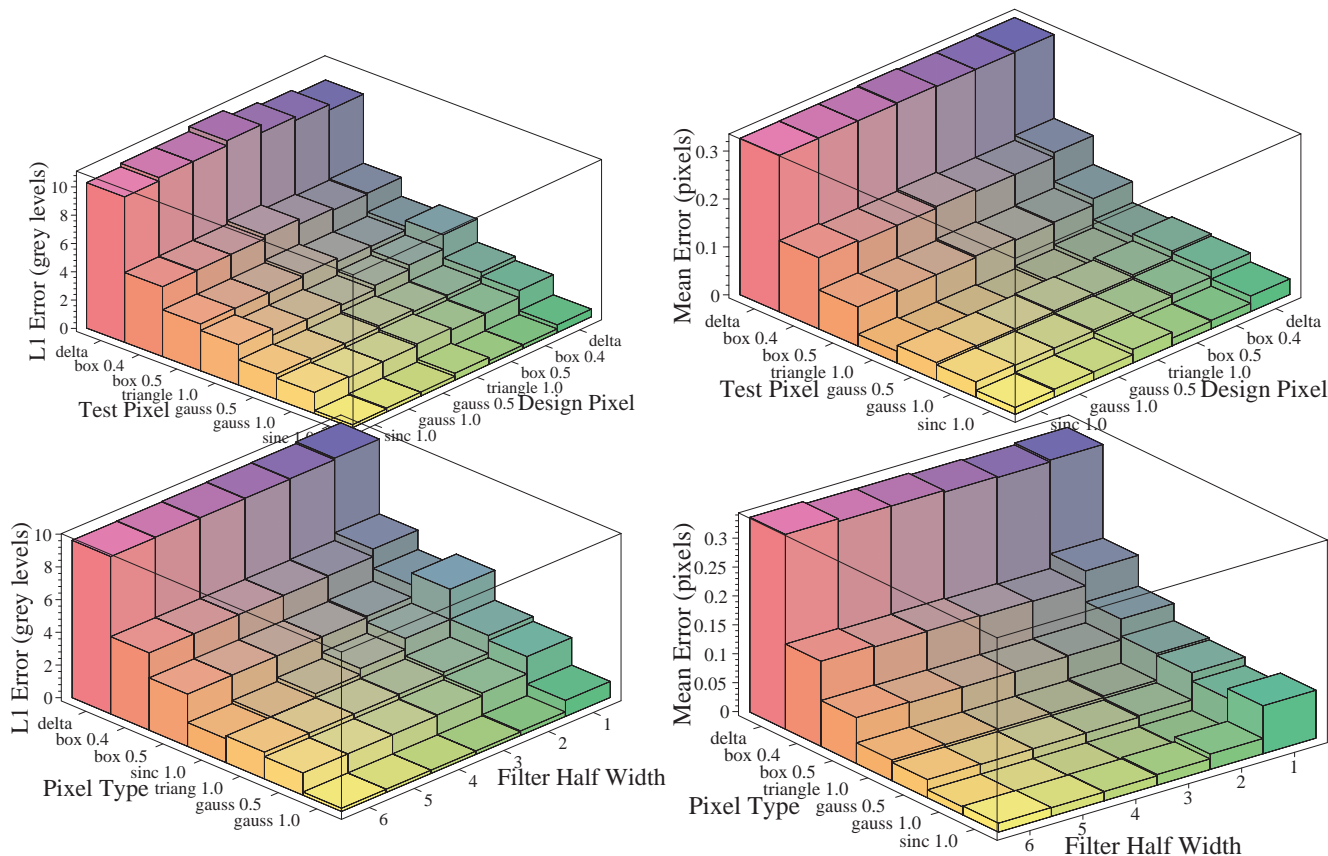 L1 Error (grey levels)
10
8
6
4
2
0
delta
box 0.4
box 0.5
triangle 1.0
gauss 0.5
gauss 1.0
sinc 1.0
Test Pixel
delta
box 0.4
box 0.5
triangle 1.0
gauss 0.5
gauss 1.0
sinc 1.0
Design Pixel
Mean Error (pixels)
0.3
0.2
0.1
0
delta
box 0.4
box 0.5
triangle 1.0
gauss 0.5
gauss 1.0
sinc 1.0
Test Pixel
delta
box 0.4
box 0.5
triangle 1.0
gauss 0.5
gauss 1.0
sinc 1.0
Design Pixel
L1 Error (grey levels)
10
8
6
4
2
0
delta
box 0.4
box 0.5
sinc 1.0
triang 1.0
gauss 0.5
gauss 1.0
Pixel Type
1
2
3
4
5
6
Filter Half Width
Mean Error (pixels)
0.3
0.25
0.2
0.15
0.1
0.05
0
delta
box 0.4
box 0.5
triangle 1.0
gauss 0.5
gauss 1.0
sinc 1.0
Pixel Type
1
2
3
4
5
6
Filter Half Width